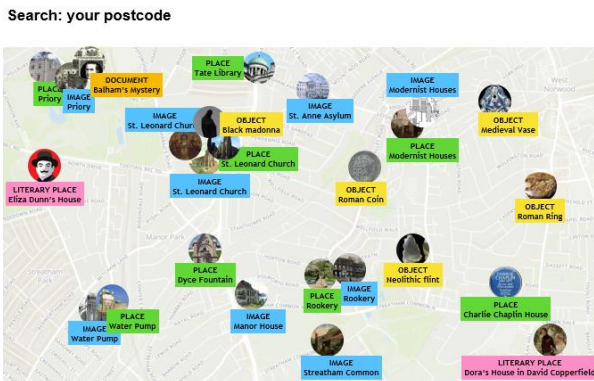 Search: your postcode
PLACE
Tate Library
DOCUMENT
Balham's Mystery
PLAC
Priory
IMAGE
Priory
IMAGE
St. Anne Asylum
IMAGE
Modernist Houses
West
Norwood
IMAGE
St. Leonard Chur
OBJECT
Black madonna
OBJECT
Medieval Vase
PLACE
St. Leonard Church
PLACE
Modernist Houses
IMAGE
St. Leonard Church
LITERARY PLACE
Eliza Dunn's House
OBJECT
Roman Coin
OBJECT
Roman Ring
Manor Park
PLACE
Dyce Fountain
OBJECT
Neolithic flint
Streatham
Park
PLACE
Rookery
IMAGE
Rookery
IMAGE
Water Pump
PLACE
Water Pump
IMAGE
Manor House
PLACE
Charlie Chaplin House
IMAGE
Streatham Common
LITERARY PLACE
Dora's House in David Copperfield